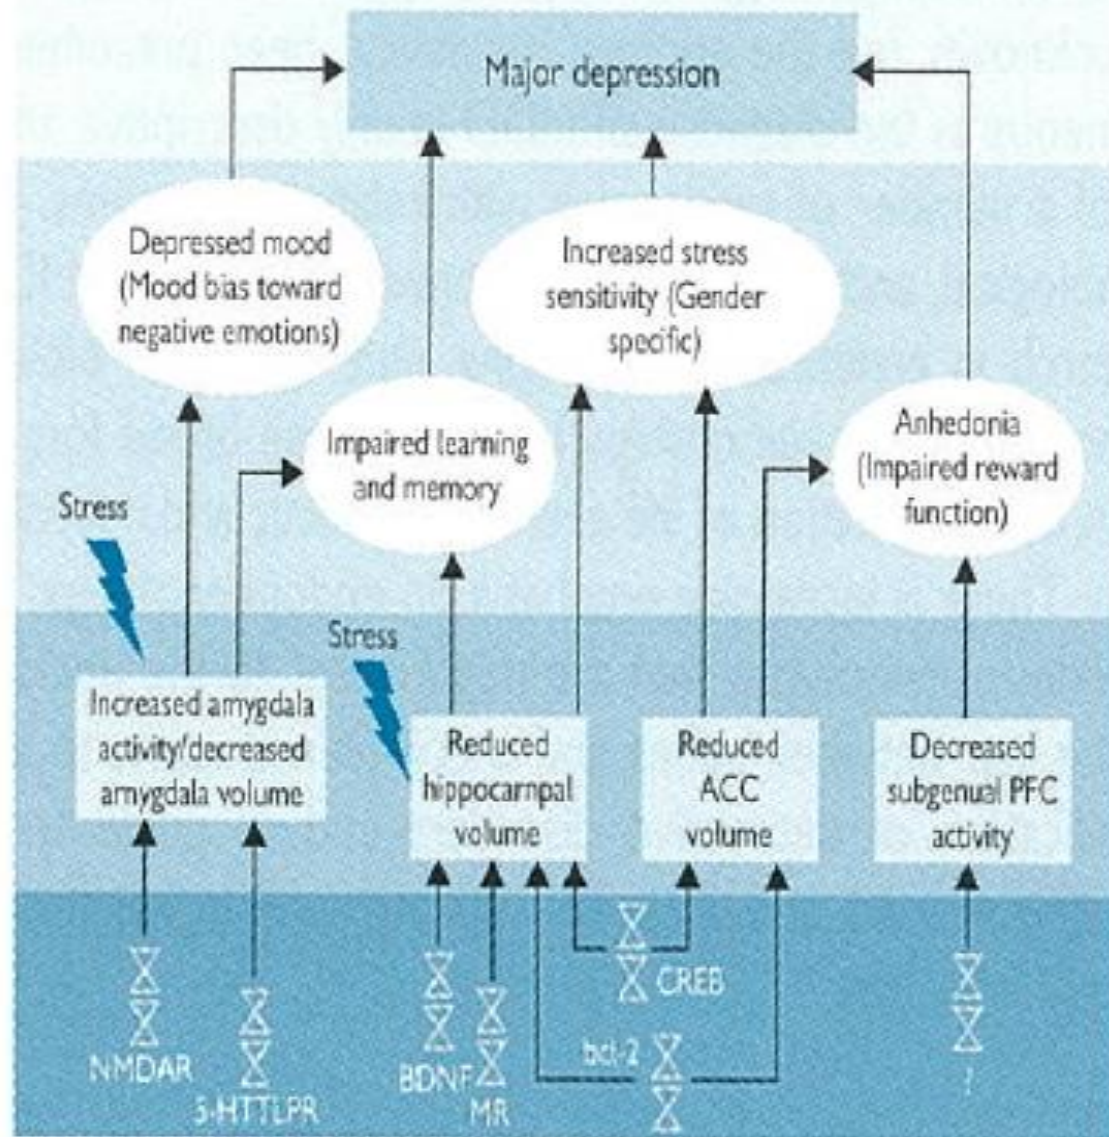 Major depression
Depressed mood
(Mood bias toward
negative emotions)
Increased stress
sensitivity (Gender
specific)
Impaired learning
and memory
Anhedonia
(Impaired reward
function)
Stress
Stress
Increased amygdala
activity/decreased
amygdala volume
Reduced
hippocampal
volume
Reduced
ACC
volume
Decreased
subgenual PFC
activity
CREB
NMDAR
5-HTTLPR
BDNF
MR
bcl-2
?